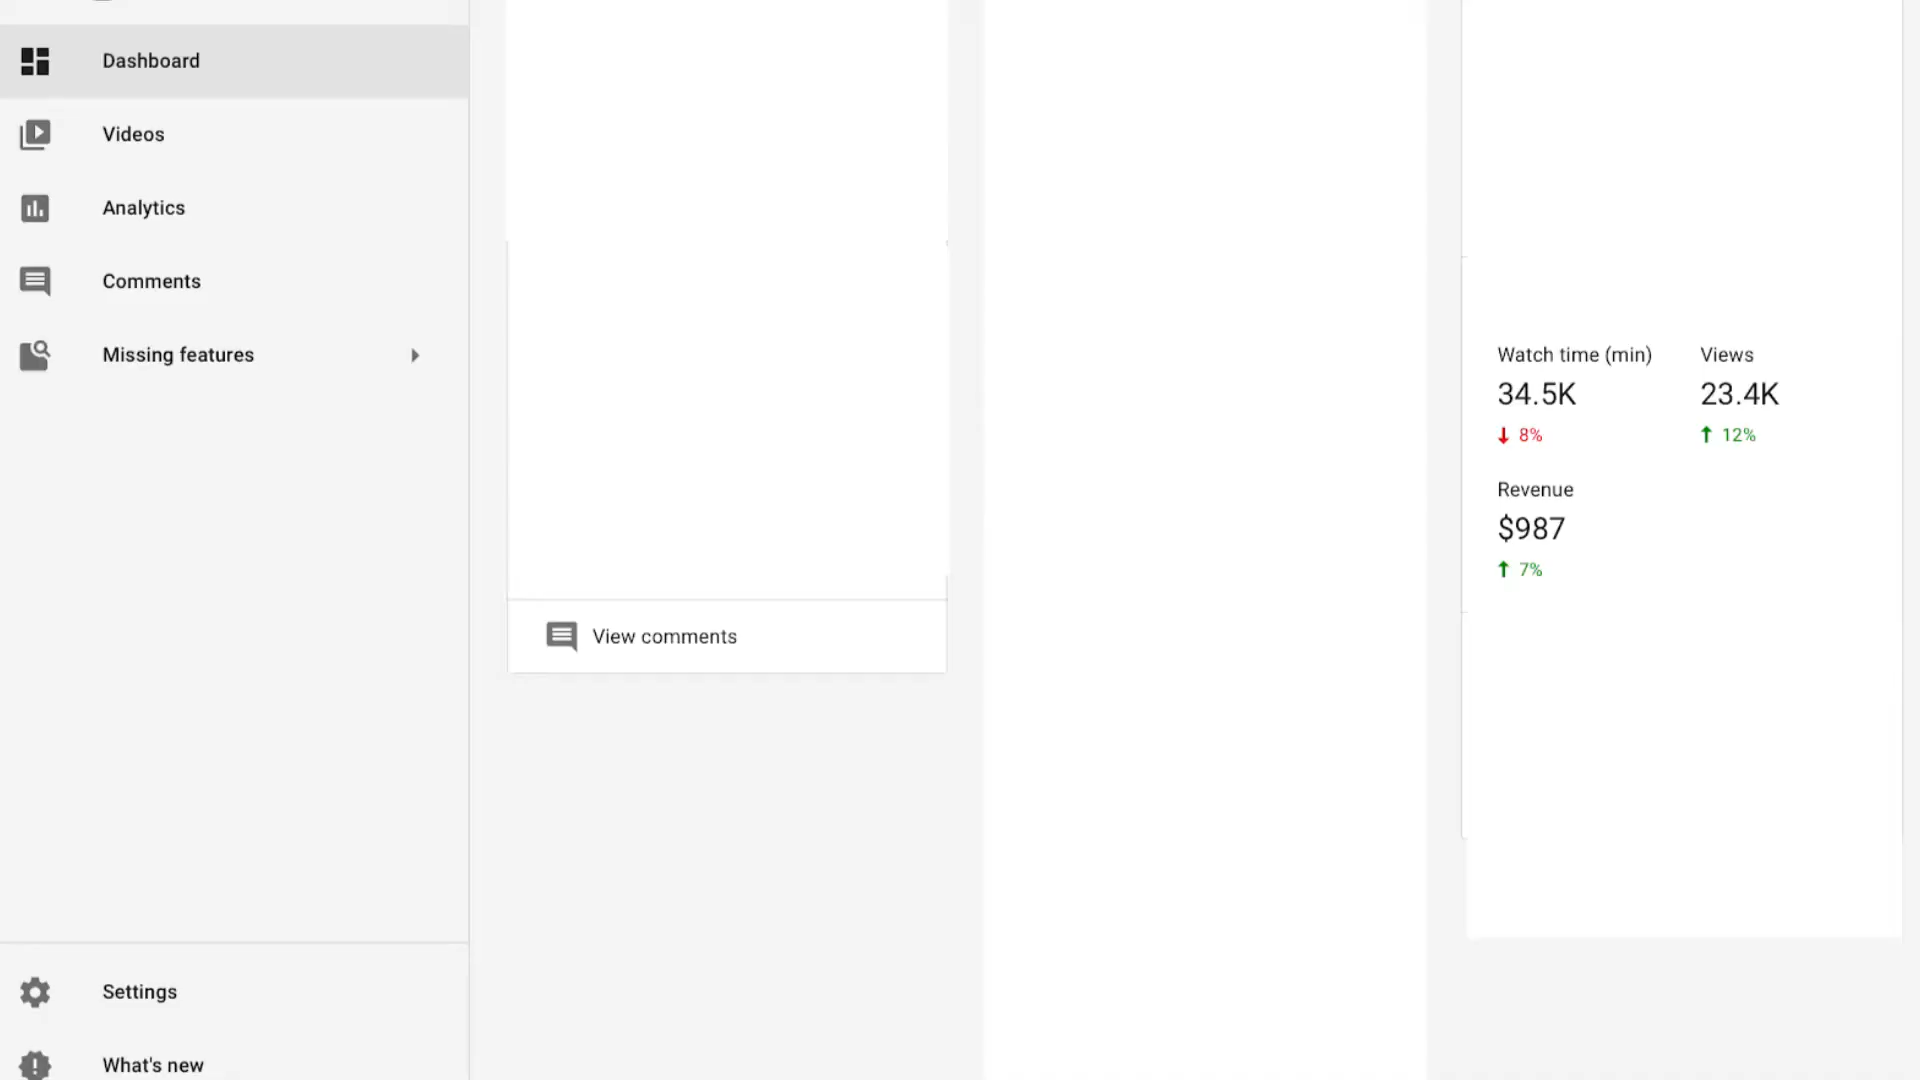 Dashboard
Videos
Analytics
Comments
Missing features
Settings
What's new
View comments
Watch time (min)
34.5K
8%
Views
23.4K
12%
Revenue
$987
7%